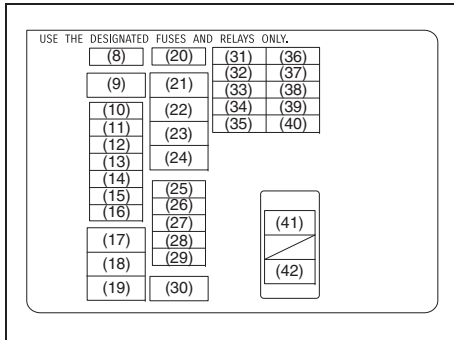 USE THE DESIGNATED FUSES AND RELAYS ONLY.
(8) (20) (31) (36)
(32) (37)
(9) (21) (33) (38)
(10) (22) (34) (39)
(11) (35) (40)
(12) (23)
(13)
(14) (24)
(15) (25)
(16) (26)
(27) (41)
(17) (28)
(18) (29)
(42)
(19) (30)